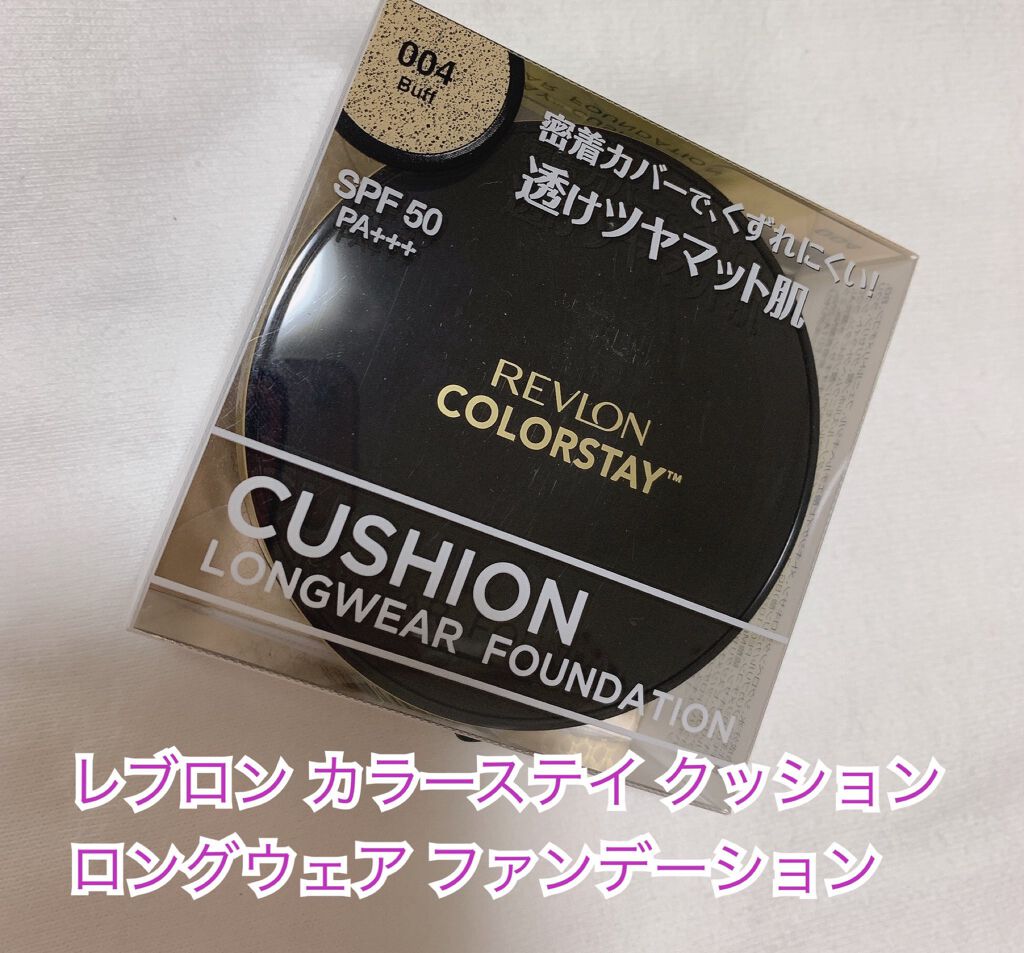 004
Buff
SPF 50
PA+++
密着カバーで、くずれにくい!
透けツヤマット肌
REVLON
COLORSTAY™
CUSHION
LONGWEAR FOUNDATION
レブロン カラーステイ クッション
ロングウェア ファンデーション